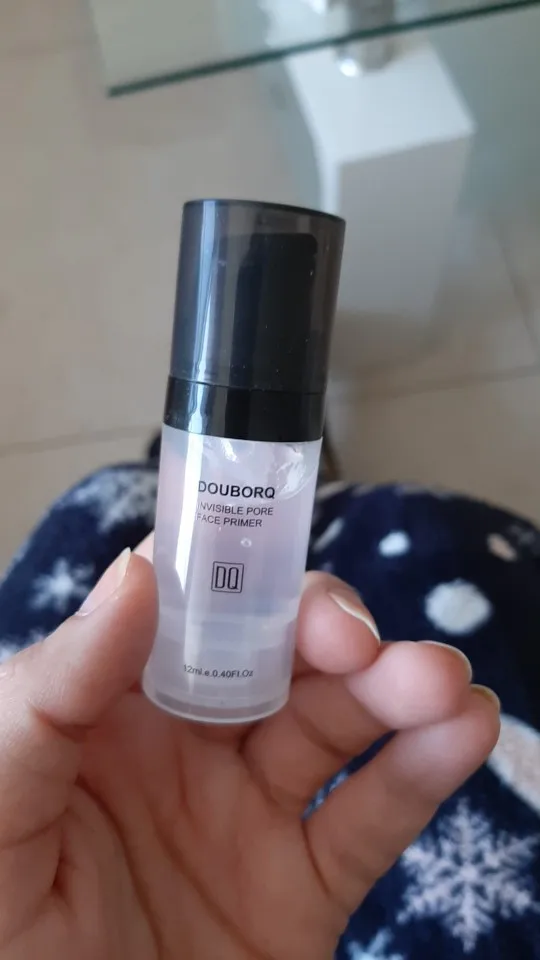 DOUBORQ
INVISIBLE PORE
FACE PRIMER
DQ
12ml.e.0.40Fl.Oz